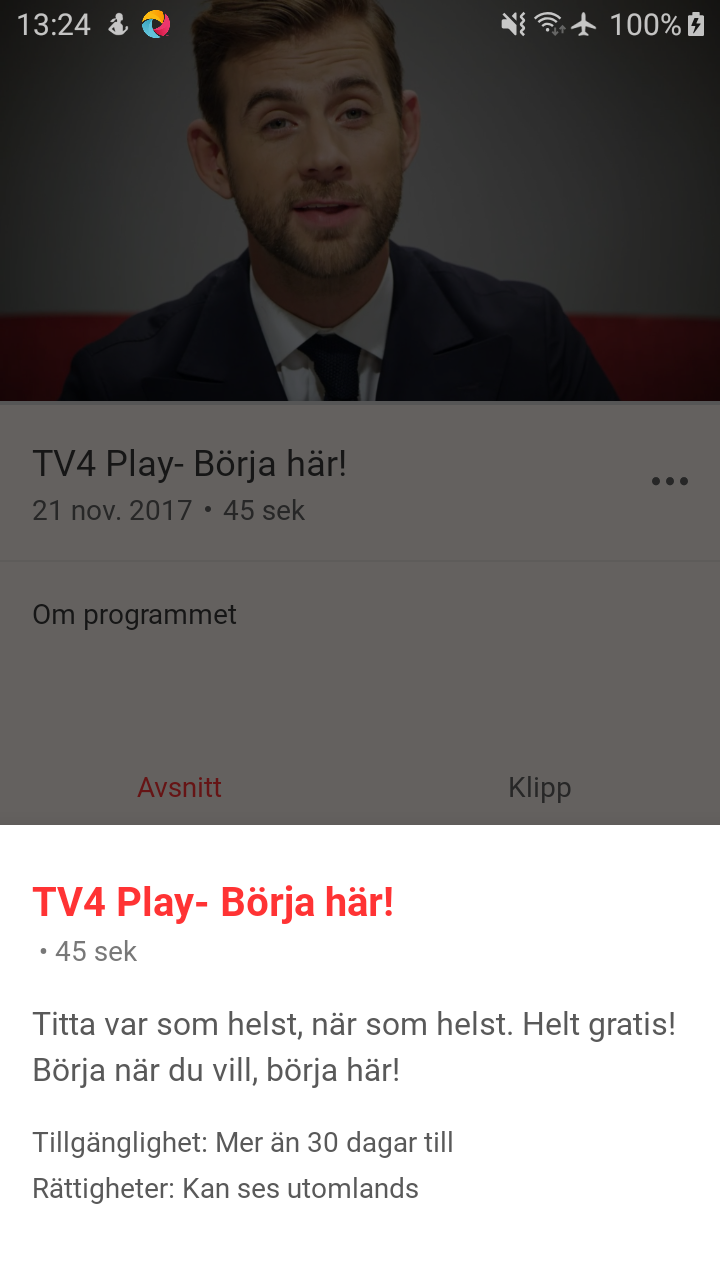 13:24
100%
TV4 Play- Börja här!
21 nov. 2017 • 45 sek
Om programmet
Avsnitt
Klipp
TV4 Play- Börja här!
• 45 sek
Titta var som helst, när som helst. Helt gratis!
Börja när du vill, börja här!
Tillgänglighet: Mer än 30 dagar till
Rättigheter: Kan ses utomlands